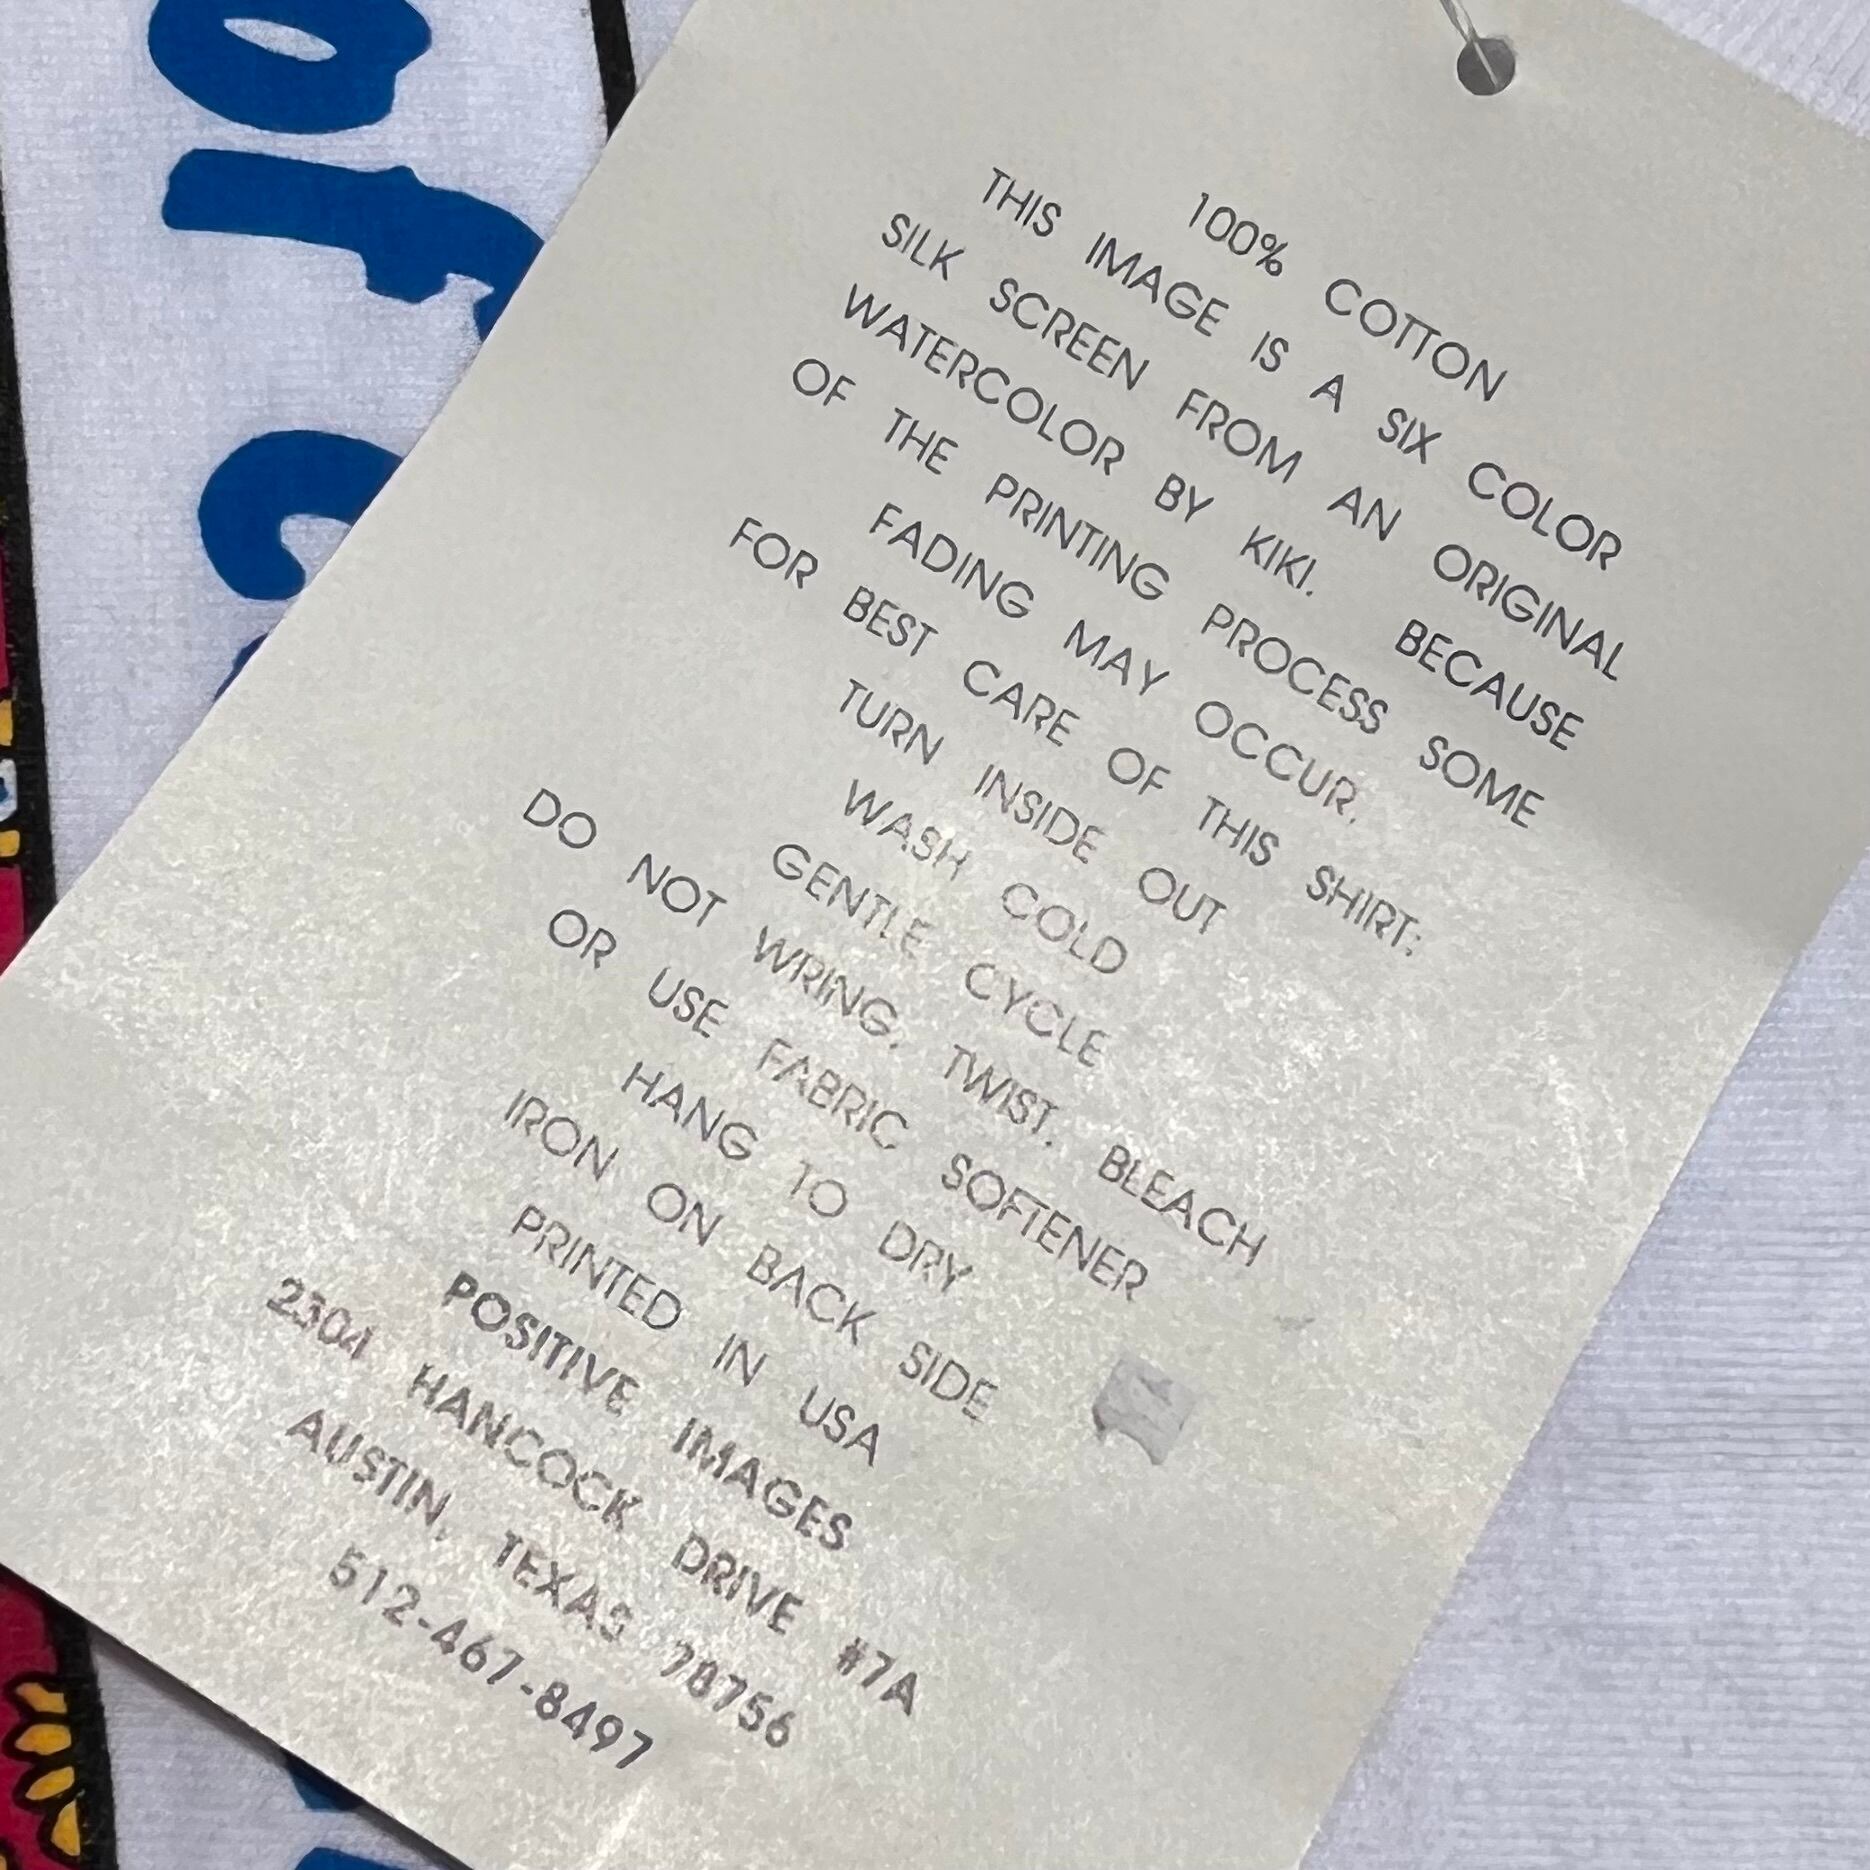 of
C
100% COTTON
THIS IMAGE IS A SIX COLOR
SILK SCREEN FROM AN ORIGINAL
WATERCOLOR BY KIKI. BECAUSE
OF THE PRINTING PROCESS SOME
FADING MAY OCCUR.
FOR BEST CARE OF THIS SHIRT:
TURN INSIDE OUT
WASH COLD
GENTLE CYCLE
DO NOT WRING, TWIST, BLEACH
OR USE FABRIC SOFTENER
HANG TO DRY
IRON ON BACK SIDE
PRINTED IN USA
POSITIVE IMAGES
2304 HANCOCK DRIVE #7A
AUSTIN, TEXAS 78756
512-467-8497